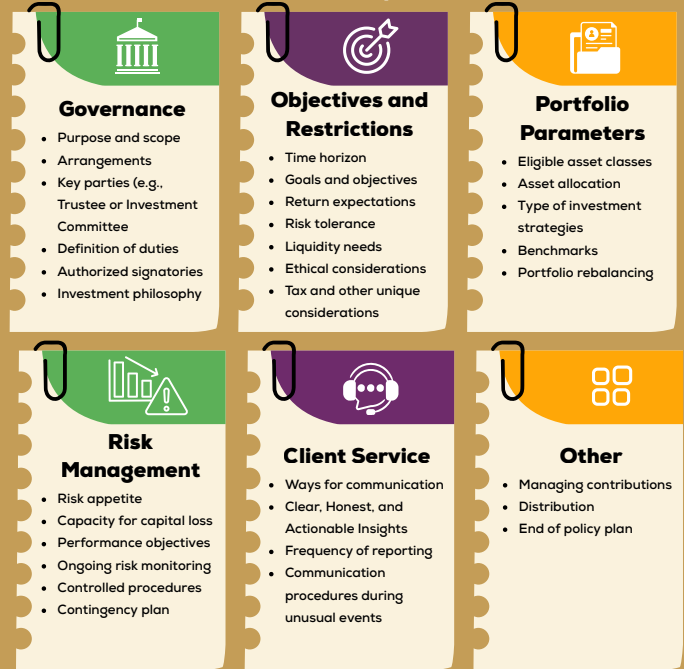 Governance
• Purpose and scope
• Arrangements
• Key parties (e.g.,
Trustee or Investment
Committee
• Definition of duties
• Authorized signatories
• Investment philosophy
Objectives and
Restrictions
• Time horizon
• Goals and objectives
• Return expectations
• Risk tolerance
• Liquidity needs
• Ethical considerations
• Tax and other unique
considerations
Portfolio
Parameters
• Eligible asset classes
• Asset allocation
• Type of investment
strategies
• Benchmarks
• Portfolio rebalancing
Risk
Management
• Risk appetite
• Capacity for capital loss
• Performance objectives
• Ongoing risk monitoring
• Controlled procedures
• Contingency plan
Client Service
• Ways for communication
• Clear, Honest, and
Actionable Insights
• Frequency of reporting
• Communication
procedures during
unusual events
Other
• Managing contributions
• Distribution
• End of policy plan